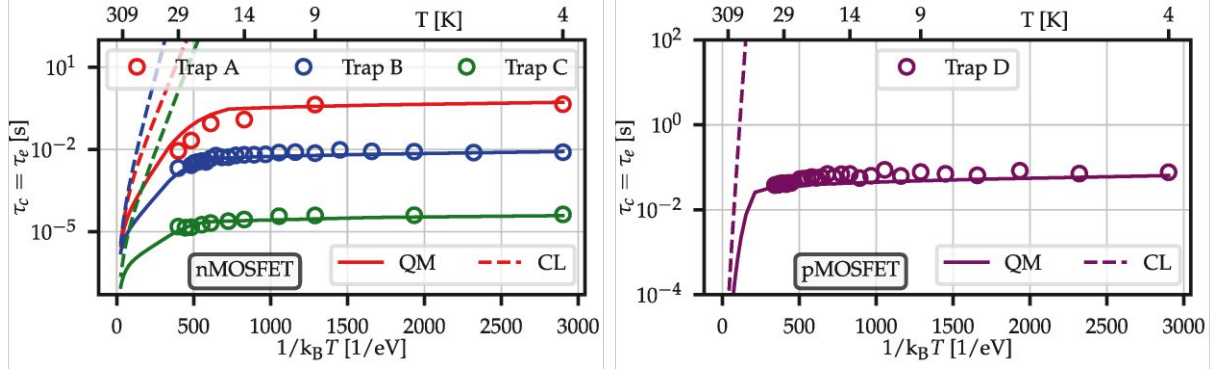 309 29 14 9 T [K] 4
10¹
10⁻²
10⁻⁵
τc = τe [s]
Trap A Trap B Trap C
nMOSFET
QM CL
0 500 1000 1500 2000 2500 3000
1/kBT [1/eV]
309 29 14 9 T [K] 4
10²
10⁰
10⁻²
10⁻⁴
τc = τe [s]
Trap D
pMOSFET
QM CL
0 500 1000 1500 2000 2500 3000
1/kBT [1/eV]